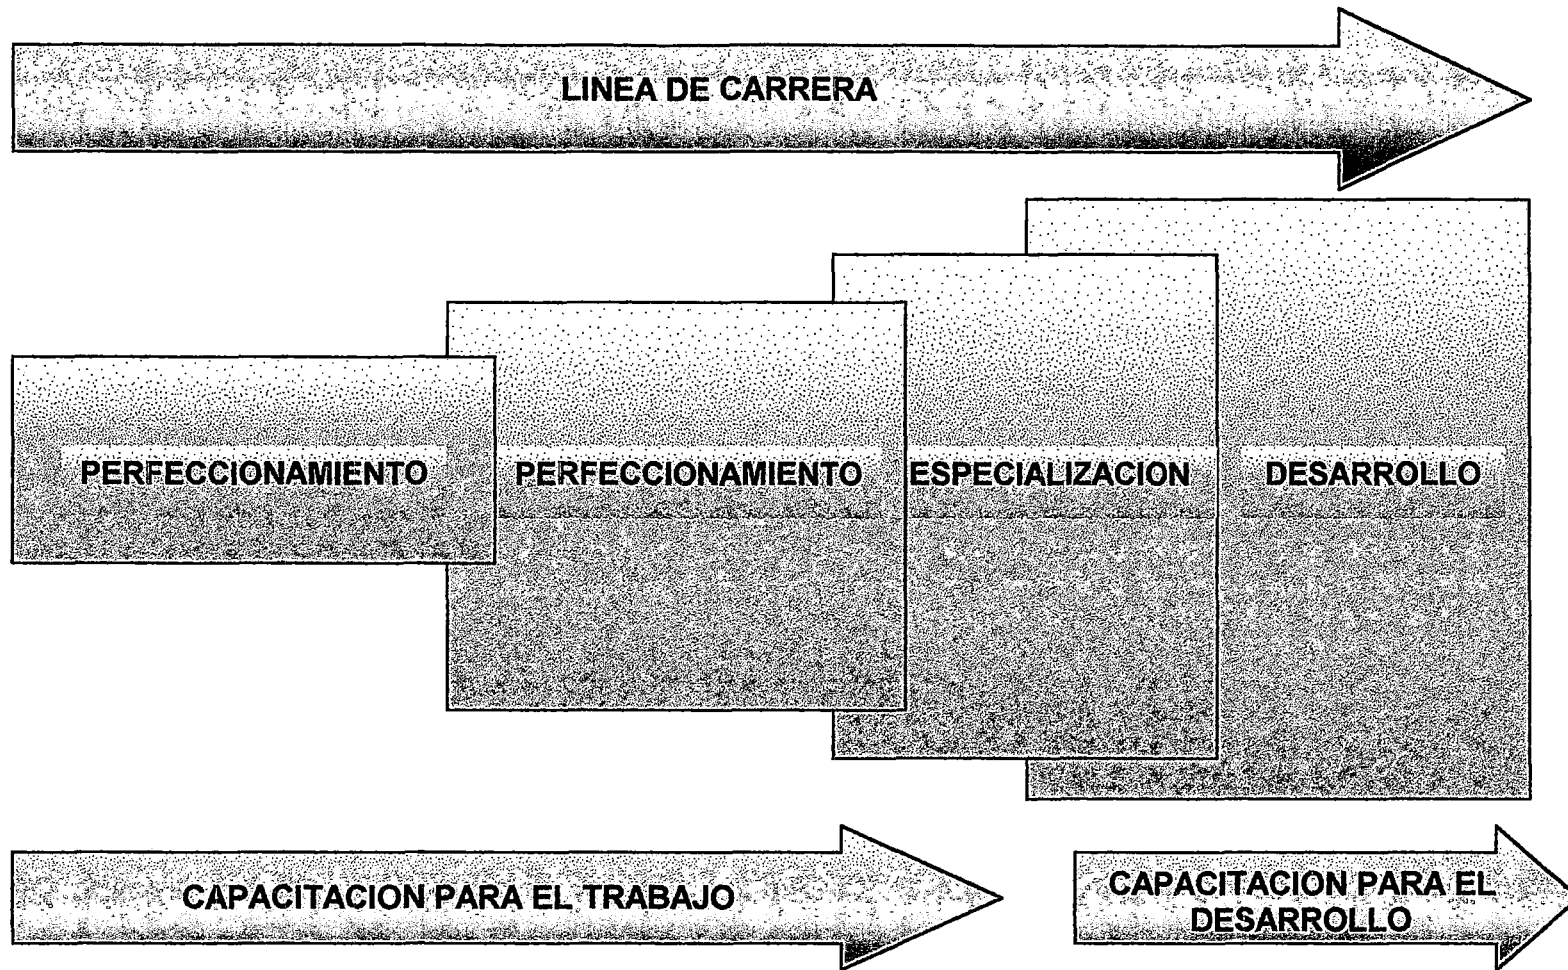 LINEA DE CARRERA
PERFECCIONAMIENTO
PERFECCIONAMIENTO
ESPECIALIZACION
DESARROLLO
CAPACITACION PARA EL TRABAJO
CAPACITACION PARA EL
DESARROLLO